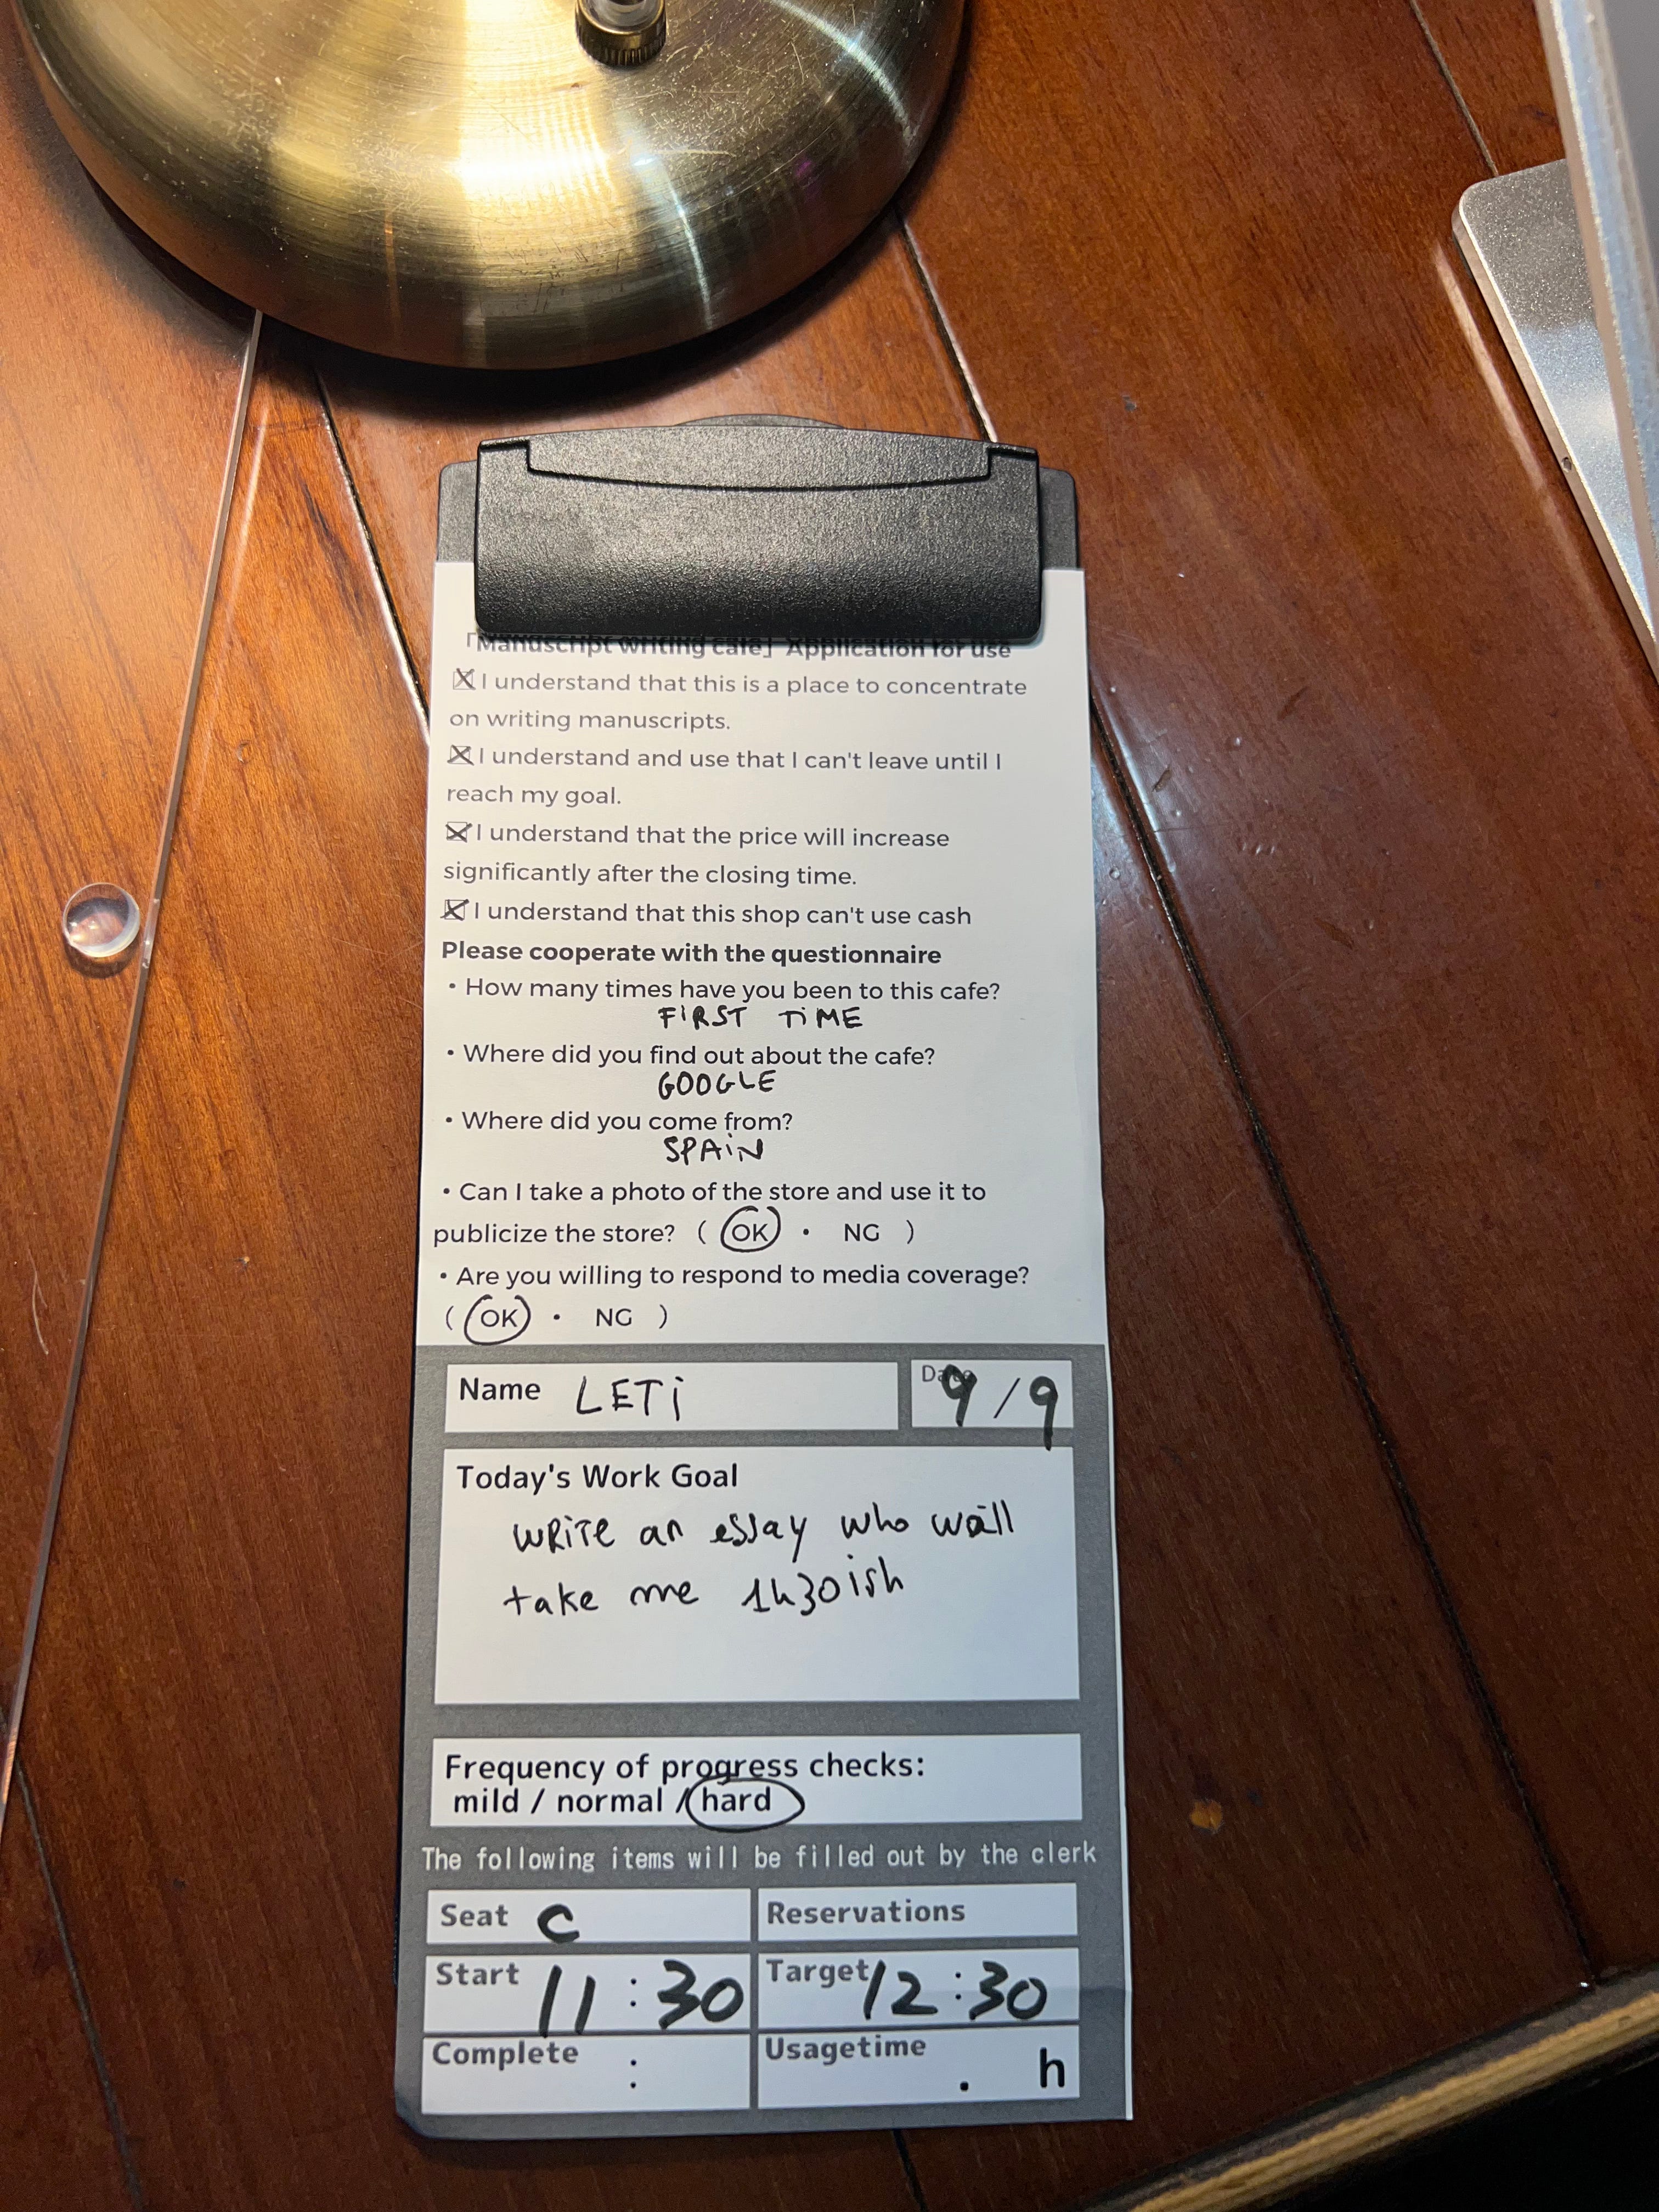 「Manuscript writing cafe」 Application for use
☒ I understand that this is a place to concentrate
on writing manuscripts.
☒ I understand and use that I can't leave until I
reach my goal.
☒ I understand that the price will increase
significantly after the closing time.
☒ I understand that this shop can't use cash
Please cooperate with the questionnaire
・How many times have you been to this cafe?
FIRST TiME
・Where did you find out about the cafe?
GOOGLE
・Where did you come from?
SPAiN
・Can I take a photo of the store and use it to
publicize the store? ( OK ・ NG )
・Are you willing to respond to media coverage?
( OK ・ NG )
Name LETi
Date 9/9
Today's Work Goal
WRiTE an essay who will
take me 1h30ish
Frequency of progress checks:
mild / normal / hard
The following items will be filled out by the clerk
Seat C
Reservations
Start 11:30
Target 12:30
Complete :
Usagetime . h